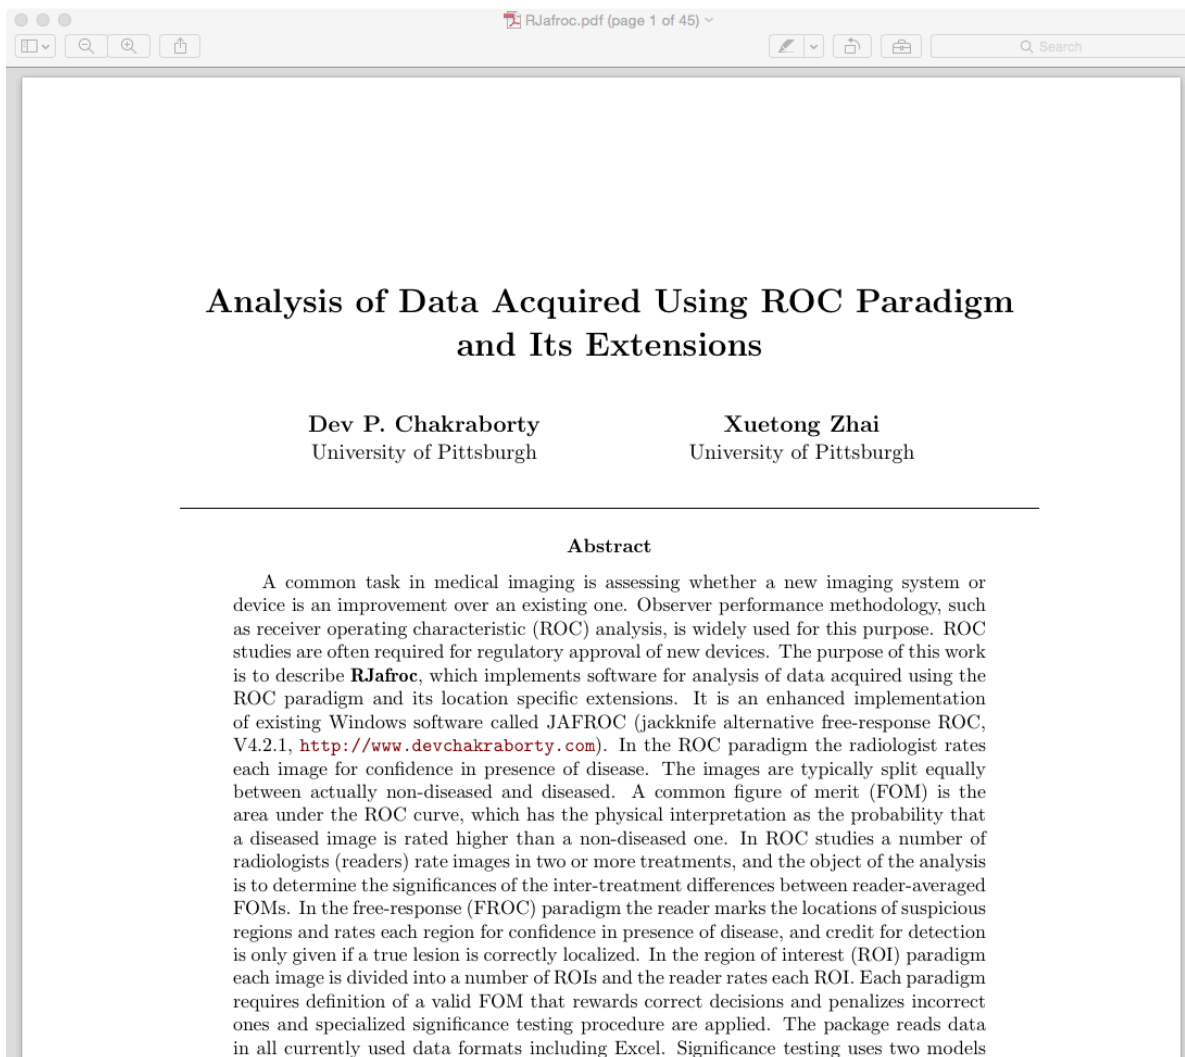 RJafroc.pdf (page 1 of 45)
Search
Analysis of Data Acquired Using ROC Paradigm
and Its Extensions
Dev P. Chakraborty
University of Pittsburgh
Xuetong Zhai
University of Pittsburgh
Abstract
A common task in medical imaging is assessing whether a new imaging system or
device is an improvement over an existing one. Observer performance methodology, such
as receiver operating characteristic (ROC) analysis, is widely used for this purpose. ROC
studies are often required for regulatory approval of new devices. The purpose of this work
is to describe RJafroc, which implements software for analysis of data acquired using the
ROC paradigm and its location specific extensions. It is an enhanced implementation
of existing Windows software called JAFROC (jackknife alternative free-response ROC,
V4.2.1, http://www.devchakraborty.com). In the ROC paradigm the radiologist rates
each image for confidence in presence of disease. The images are typically split equally
between actually non-diseased and diseased. A common figure of merit (FOM) is the
area under the ROC curve, which has the physical interpretation as the probability that
a diseased image is rated higher than a non-diseased one. In ROC studies a number of
radiologists (readers) rate images in two or more treatments, and the object of the analysis
is to determine the significances of the inter-treatment differences between reader-averaged
FOMs. In the free-response (FROC) paradigm the reader marks the locations of suspicious
regions and rates each region for confidence in presence of disease, and credit for detection
is only given if a true lesion is correctly localized. In the region of interest (ROI) paradigm
each image is divided into a number of ROIs and the reader rates each ROI. Each paradigm
requires definition of a valid FOM that rewards correct decisions and penalizes incorrect
ones and specialized significance testing procedure are applied. The package reads data
in all currently used data formats including Excel. Significance testing uses two models